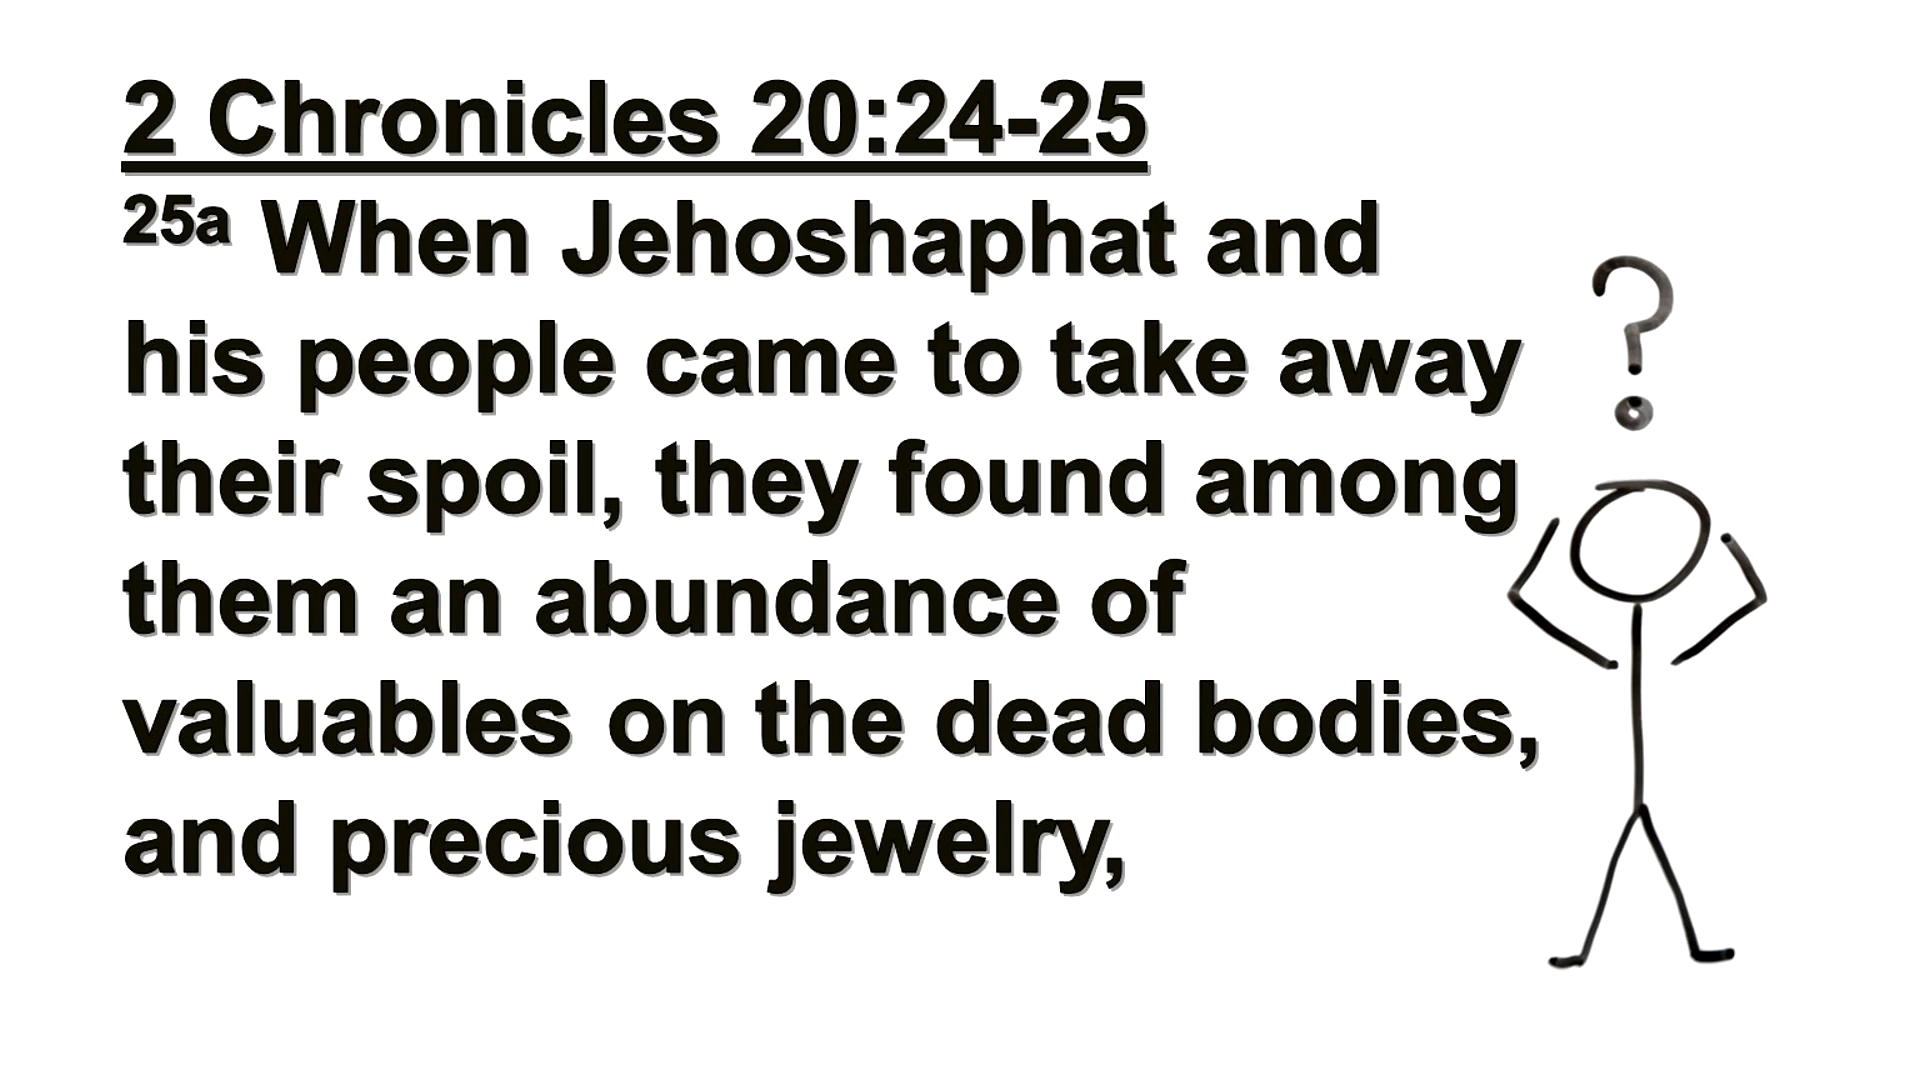 2 Chronicles 20:24-25
25a When Jehoshaphat and
his people came to take away
their spoil, they found among
them an abundance of
valuables on the dead bodies,
and precious jewelry,
?